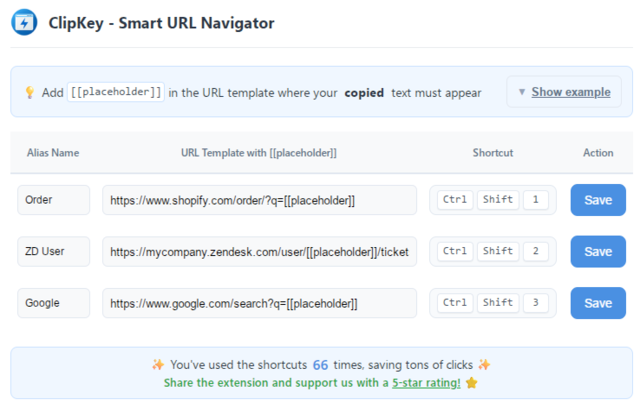 ClipKey - Smart URL Navigator
💡 Add [[placeholder]] in the URL template where your copied text must appear ▼ Show example
Alias Name URL Template with [[placeholder]] Shortcut Action
Order https://www.shopify.com/order/?q=[[placeholder]] Ctrl Shift 1 Save
ZD User https://mycompany.zendesk.com/user/[[placeholder]]/ticket Ctrl Shift 2 Save
Google https://www.google.com/search?q=[[placeholder]] Ctrl Shift 3 Save
✨ You've used the shortcuts 66 times, saving tons of clicks ✨
Share the extension and support us with a 5-star rating! ⭐